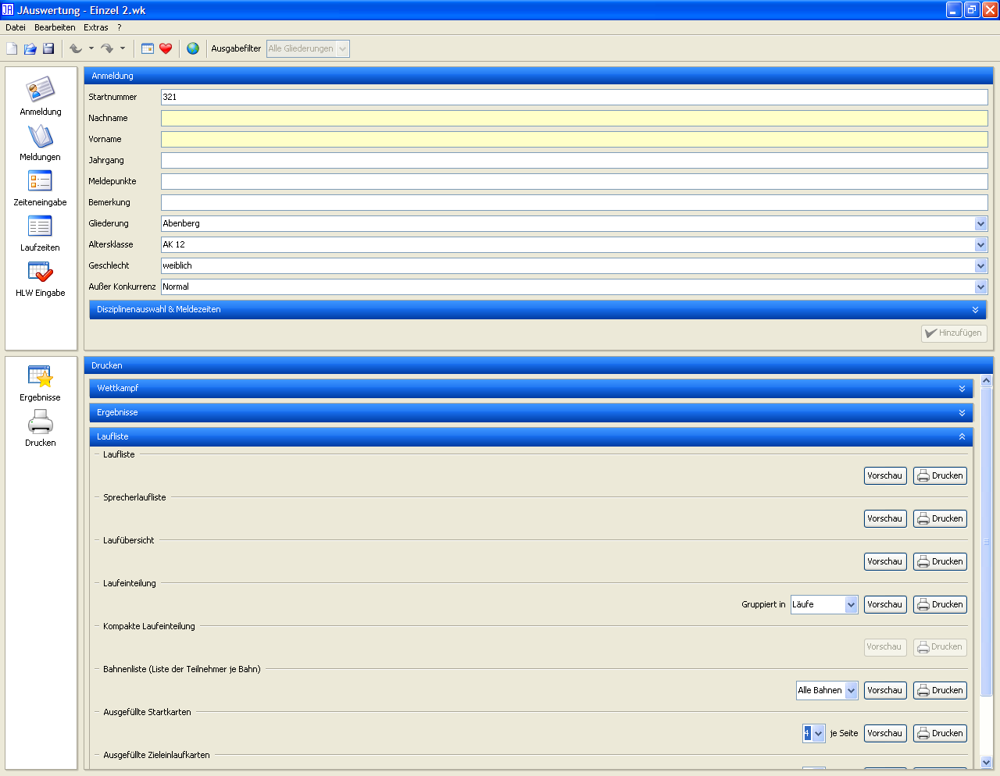 JA JAuswertung - Einzel 2.wk
Datei Bearbeiten Extras ?
Ausgabefilter Alle Gliederungen
Anmeldung
Meldungen
Zeiteneingabe
Laufzeiten
HLW Eingabe
Anmeldung
Startnummer 321
Nachname
Vorname
Jahrgang
Meldepunkte
Bemerkung
Gliederung Abenberg
Altersklasse AK 12
Geschlecht weiblich
Außer Konkurrenz Normal
Disziplinenauswahl & Meldezeiten
Hinzufügen
Ergebnisse
Drucken
Drucken
Wettkampf
Ergebnisse
Laufliste
Laufliste
Vorschau Drucken
Sprecherlaufliste
Vorschau Drucken
Laufübersicht
Vorschau Drucken
Laufeinteilung
Gruppiert in Läufe Vorschau Drucken
Kompakte Laufeinteilung
Vorschau Drucken
Bahnenliste (Liste der Teilnehmer je Bahn)
Alle Bahnen Vorschau Drucken
Ausgefüllte Startkarten
4 je Seite Vorschau Drucken
Ausgefüllte Zieleinlaufkarten